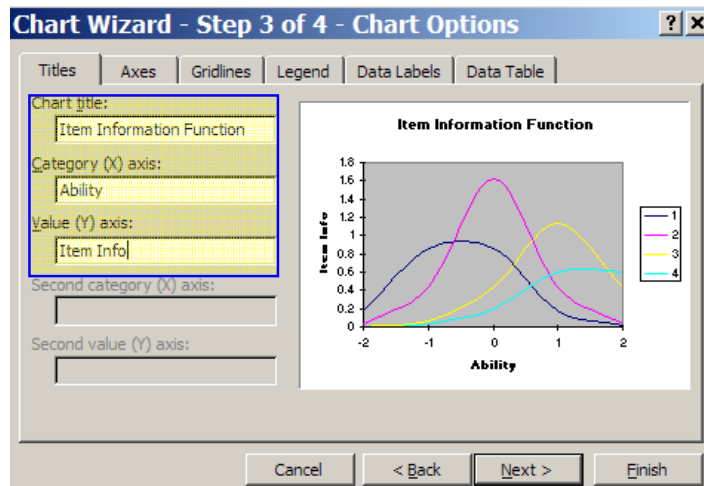 Chart Wizard - Step 3 of 4 - Chart Options ? ×
Titles Axes Gridlines Legend Data Labels Data Table
Chart title:
Item Information Function
Category (X) axis:
Ability
Value (Y) axis:
Item Info
Second category (X) axis:
Second value (Y) axis:
Item Information Function
Item Info
1.8
1.6
1.4
1.2
1
0.8
0.6
0.4
0.2
0
-2 -1 0 1 2
Ability
1
2
3
4
Cancel < Back Next > Finish